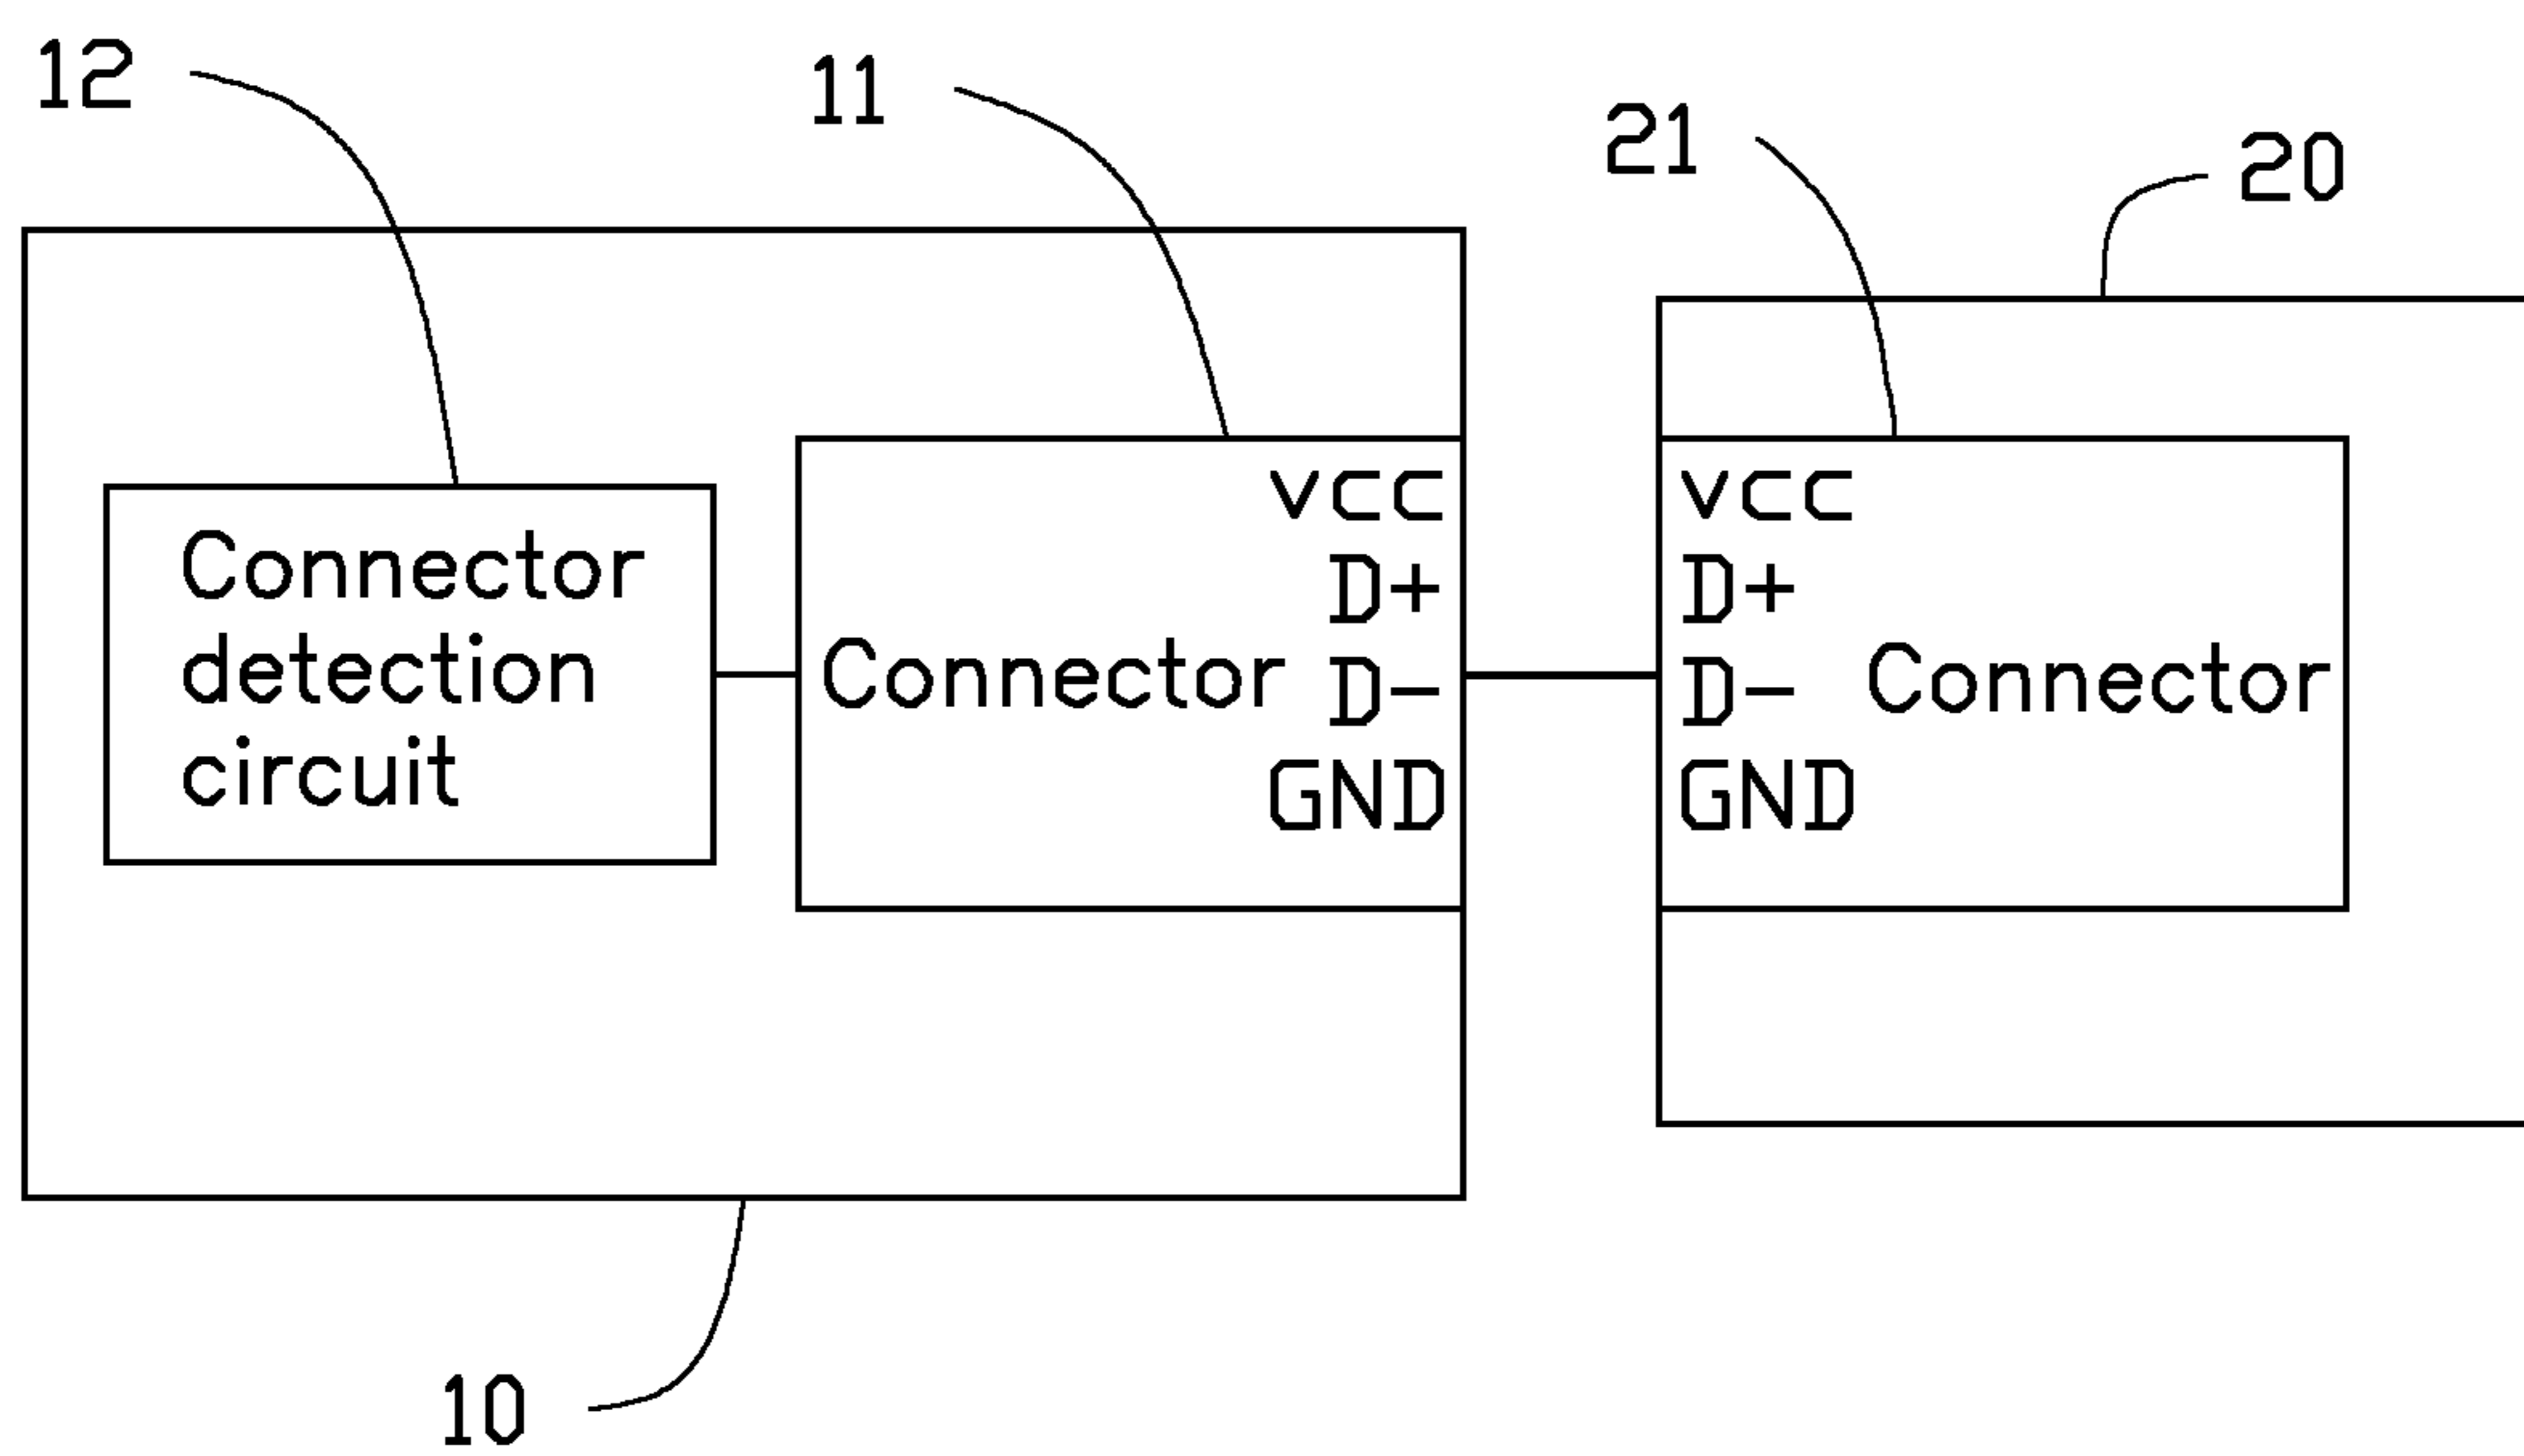 12
11
21
20
VCC
D+
Connector
D-
GND
VCC
D+
D-
Connector
GND
Connector
detection
circuit
10